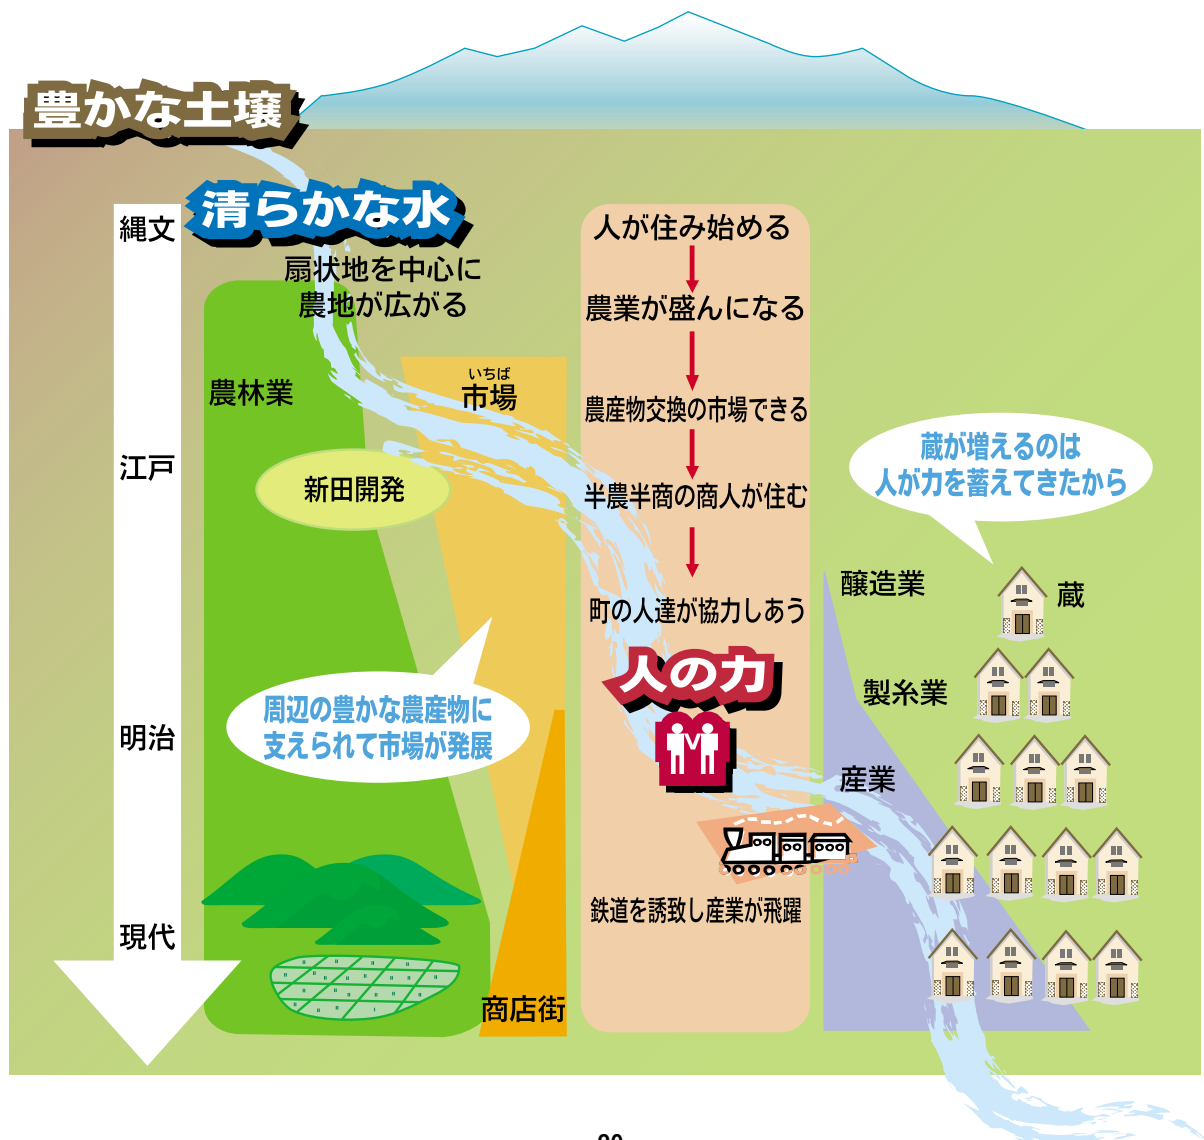 豊かな土壌
清らかな水
縄文
江戸
明治
現代
扇状地を中心に
農地が広がる
農林業
新田開発
いちば
市場
周辺の豊かな農産物に
支えられて市場が発展
商店街
人が住み始める
農業が盛んになる
農産物交換の市場できる
半農半商の商人が住む
町の人達が協力しあう
人の力
鉄道を誘致し産業が飛躍
蔵が増えるのは
人が力を蓄えてきたから
醸造業
蔵
製糸業
産業